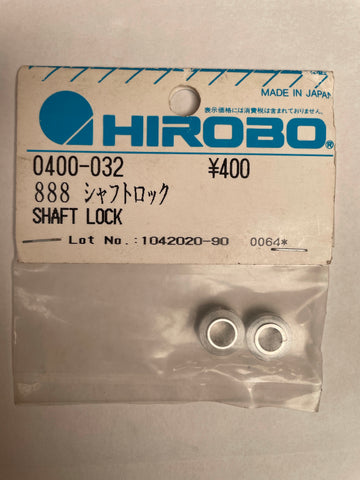 MADE IN JAPAN
表示価格には消費税は含まれておりません。
HIROBO®
0400-032 ¥400
888 シャフトロック
SHAFT LOCK
Lot No.:1042020-90 0064*